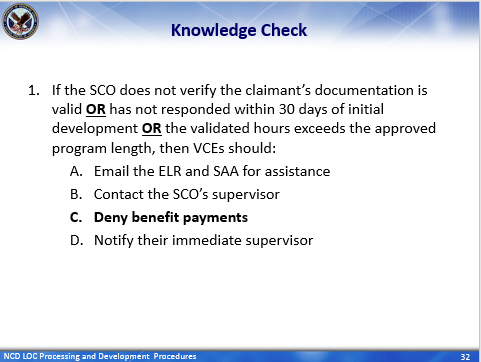 Knowledge Check
1. If the SCO does not verify the claimant's documentation is
valid OR has not responded within 30 days of initial
development OR the validated hours exceeds the approved
program length, then VCEs should:
A. Email the ELR and SAA for assistance
B. Contact the SCO's supervisor
C. Deny benefit payments
D. Notify their immediate supervisor
NCD LOC Processing and Development Procedures
32